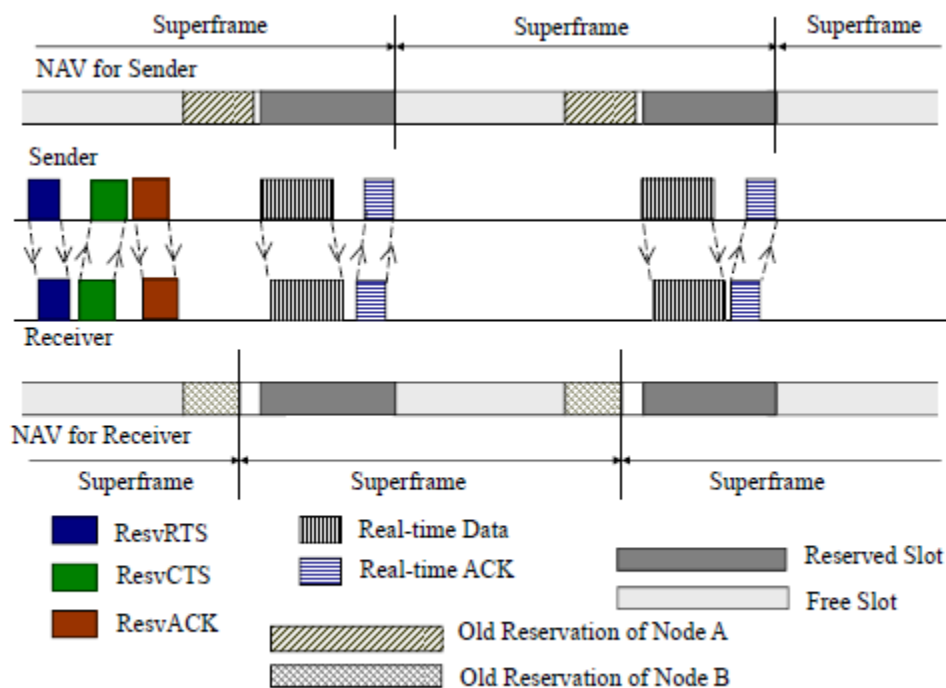 Superframe
Superframe
Superframe
NAV for Sender
Sender
Receiver
NAV for Receiver
Superframe
Superframe
Superframe
ResvRTS
ResvCTS
ResvACK
Real-time Data
Real-time ACK
Reserved Slot
Free Slot
Old Reservation of Node A
Old Reservation of Node B